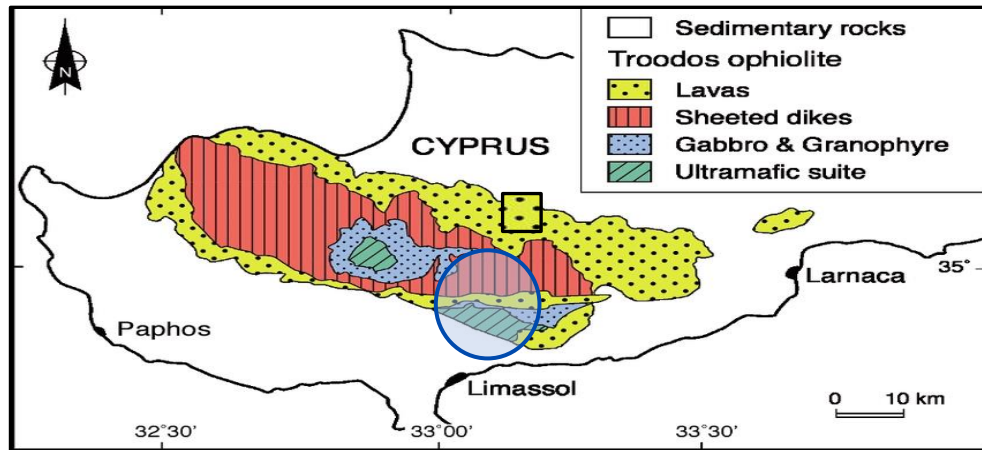 N
Sedimentary rocks
Troodos ophiolite
Lavas
Sheeted dikes
Gabbro & Granophyre
Ultramafic suite
CYPRUS
Larnaca
35°
Paphos
Limassol
0 10 km
32°30' 33°00' 33°30'